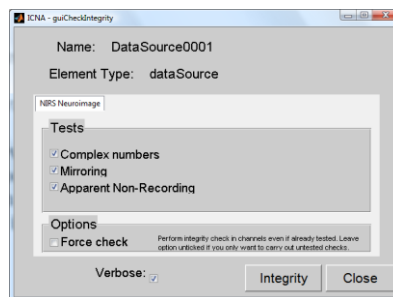 ICNA - guiCheckIntegrity
Name: DataSource0001
Element Type: dataSource
NIRS Neuroimage
Tests
Complex numbers
Mirroring
Apparent Non-Recording
Options
Force check
Perform integrity check in channels even if already tested. Leave
option unticked if you only want to carry out untested checks.
Verbose:
Integrity
Close